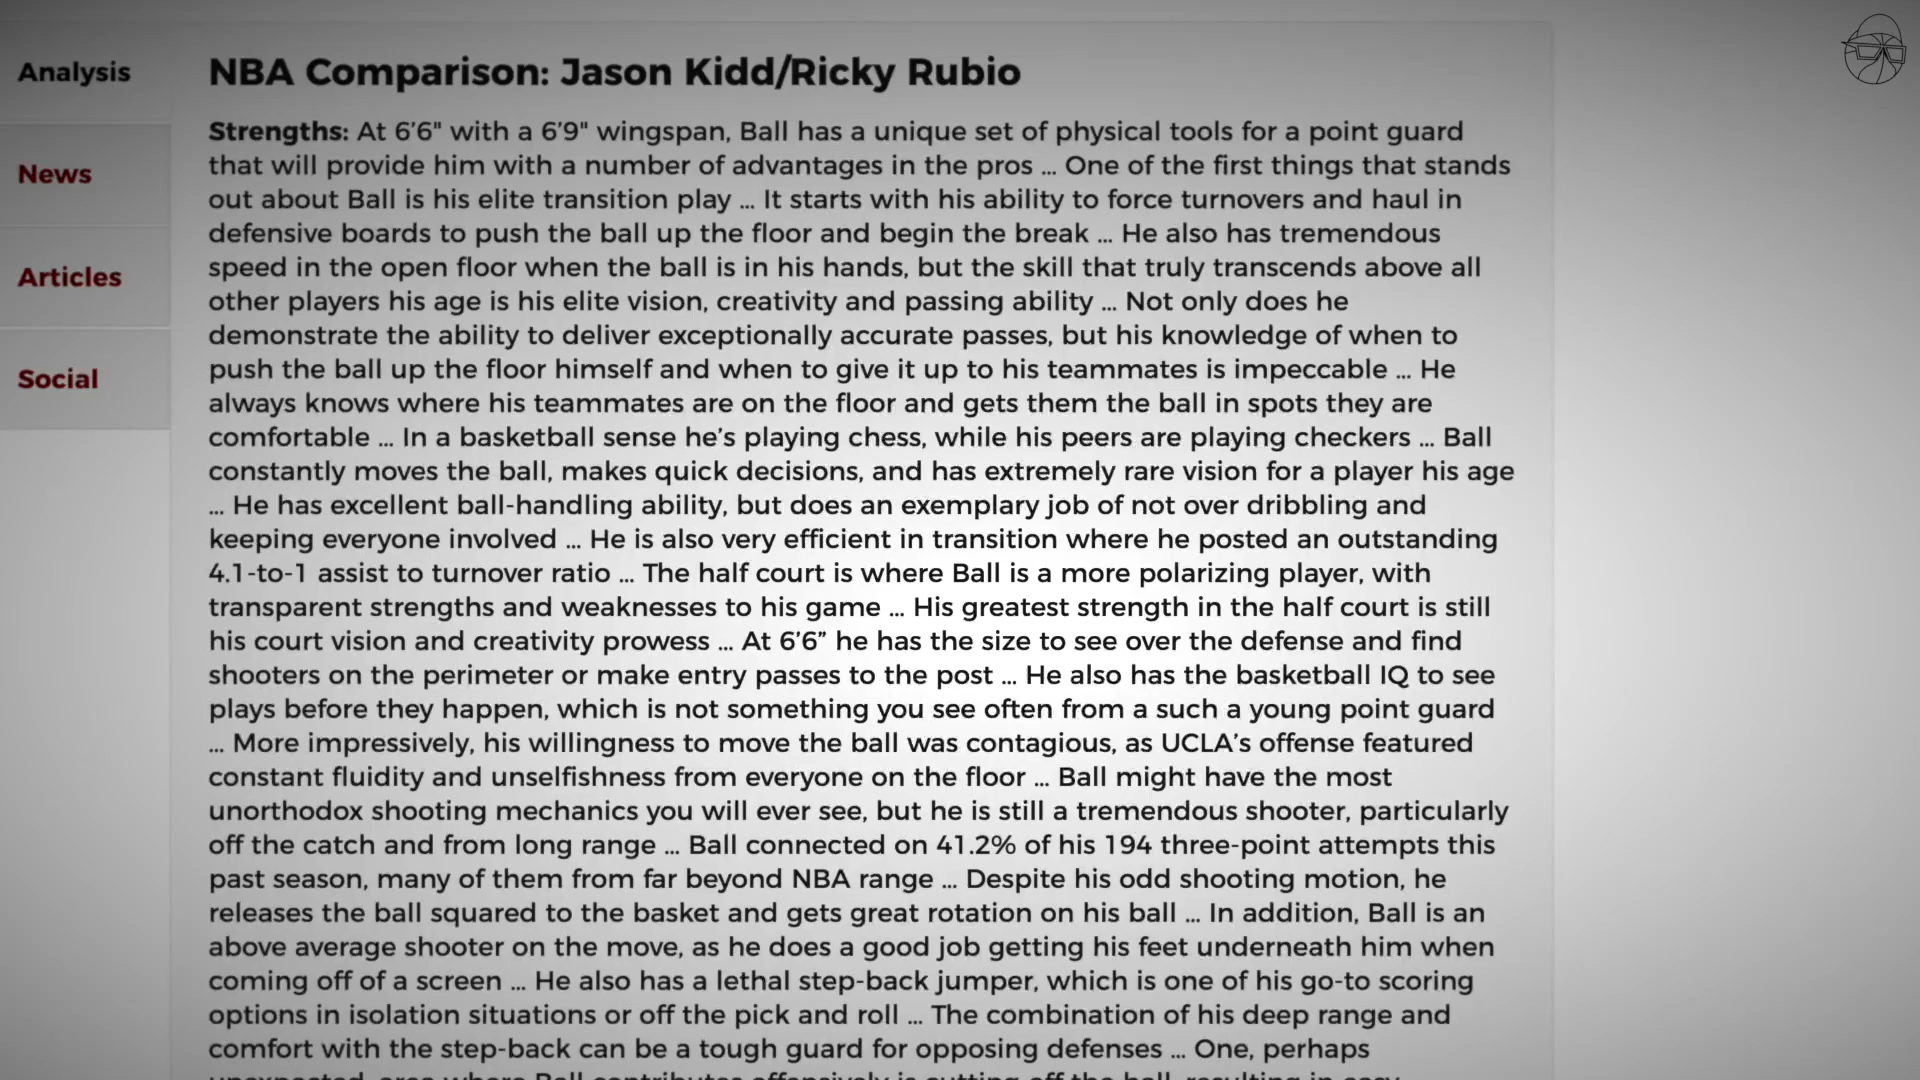 Analysis
News
Articles
Social
NBA Comparison: Jason Kidd/Ricky Rubio
Strengths: At 6’6" with a 6’9" wingspan, Ball has a unique set of physical tools for a point guard
that will provide him with a number of advantages in the pros ... One of the first things that stands
out about Ball is his elite transition play ... It starts with his ability to force turnovers and haul in
defensive boards to push the ball up the floor and begin the break ... He also has tremendous
speed in the open floor when the ball is in his hands, but the skill that truly transcends above all
other players his age is his elite vision, creativity and passing ability ... Not only does he
demonstrate the ability to deliver exceptionally accurate passes, but his knowledge of when to
push the ball up the floor himself and when to give it up to his teammates is impeccable ... He
always knows where his teammates are on the floor and gets them the ball in spots they are
comfortable ... In a basketball sense he’s playing chess, while his peers are playing checkers ... Ball
constantly moves the ball, makes quick decisions, and has extremely rare vision for a player his age
... He has excellent ball-handling ability, but does an exemplary job of not over dribbling and
keeping everyone involved ... He is also very efficient in transition where he posted an outstanding
4.1-to-1 assist to turnover ratio ... The half court is where Ball is a more polarizing player, with
transparent strengths and weaknesses to his game ... His greatest strength in the half court is still
his court vision and creativity prowess ... At 6’6” he has the size to see over the defense and find
shooters on the perimeter or make entry passes to the post ... He also has the basketball IQ to see
plays before they happen, which is not something you see often from a such a young point guard
... More impressively, his willingness to move the ball was contagious, as UCLA’s offense featured
constant fluidity and unselfishness from everyone on the floor ... Ball might have the most
unorthodox shooting mechanics you will ever see, but he is still a tremendous shooter, particularly
off the catch and from long range ... Ball connected on 41.2% of his 194 three-point attempts this
past season, many of them from far beyond NBA range ... Despite his odd shooting motion, he
releases the ball squared to the basket and gets great rotation on his ball ... In addition, Ball is an
above average shooter on the move, as he does a good job getting his feet underneath him when
coming off of a screen ... He also has a lethal step-back jumper, which is one of his go-to scoring
options in isolation situations or off the pick and roll ... The combination of his deep range and
comfort with the step-back can be a tough guard for opposing defenses ... One, perhaps